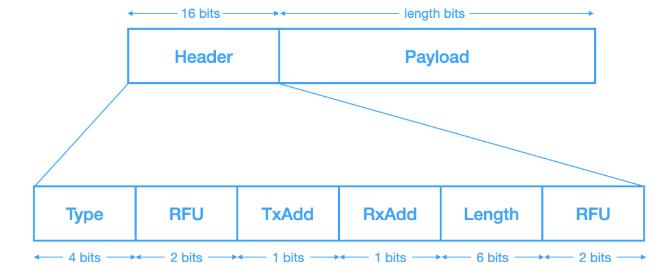 16 bits length bits
Header Payload
Type RFU TxAdd RxAdd Length RFU
4 bits 2 bits 1 bits 1 bits 6 bits 2 bits